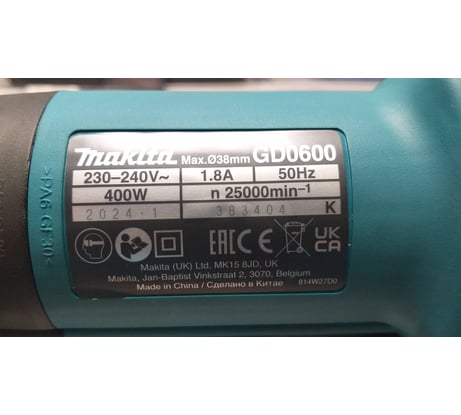 makita Max.Ø38mm GD0600
230–240V~ 1.8A 50Hz
400W n 25000min⁻¹
2024·1 383404 K
EAC CE UK CA
Makita (UK) Ltd, MK15 8JD, UK
Makita, Jan-Baptist Vinkstraat 2, 3070, Belgium
Made in China / Сделано в Китае 814W27D0
>PA6-GF30<